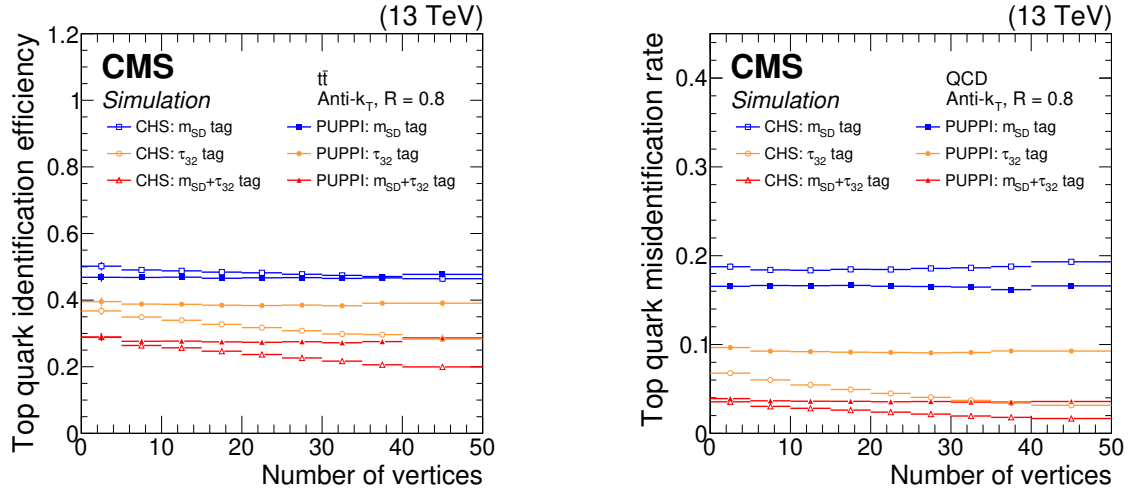 (13 TeV)
CMS
Simulation
tt̄
Anti-kT, R = 0.8
CHS: mSD tag
PUPPI: mSD tag
CHS: τ32 tag
PUPPI: τ32 tag
CHS: mSD+τ32 tag
PUPPI: mSD+τ32 tag
Top quark identification efficiency
1.2
1
0.8
0.6
0.4
0.2
0
0 10 20 30 40 50
Number of vertices
(13 TeV)
CMS
Simulation
QCD
Anti-kT, R = 0.8
CHS: mSD tag
PUPPI: mSD tag
CHS: τ32 tag
PUPPI: τ32 tag
CHS: mSD+τ32 tag
PUPPI: mSD+τ32 tag
Top quark misidentification rate
0.4
0.3
0.2
0.1
0
0 10 20 30 40 50
Number of vertices